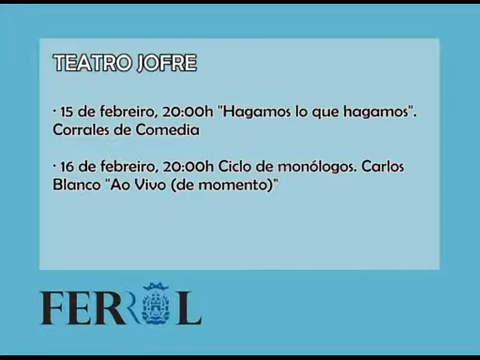 TEATRO JOFRE
· 15 de febreiro, 20:00h "Hagamos lo que hagamos".
Corrales de Comedia
· 16 de febreiro, 20:00h Ciclo de monólogos. Carlos
Blanco "Ao Vivo (de momento)"
FERROL